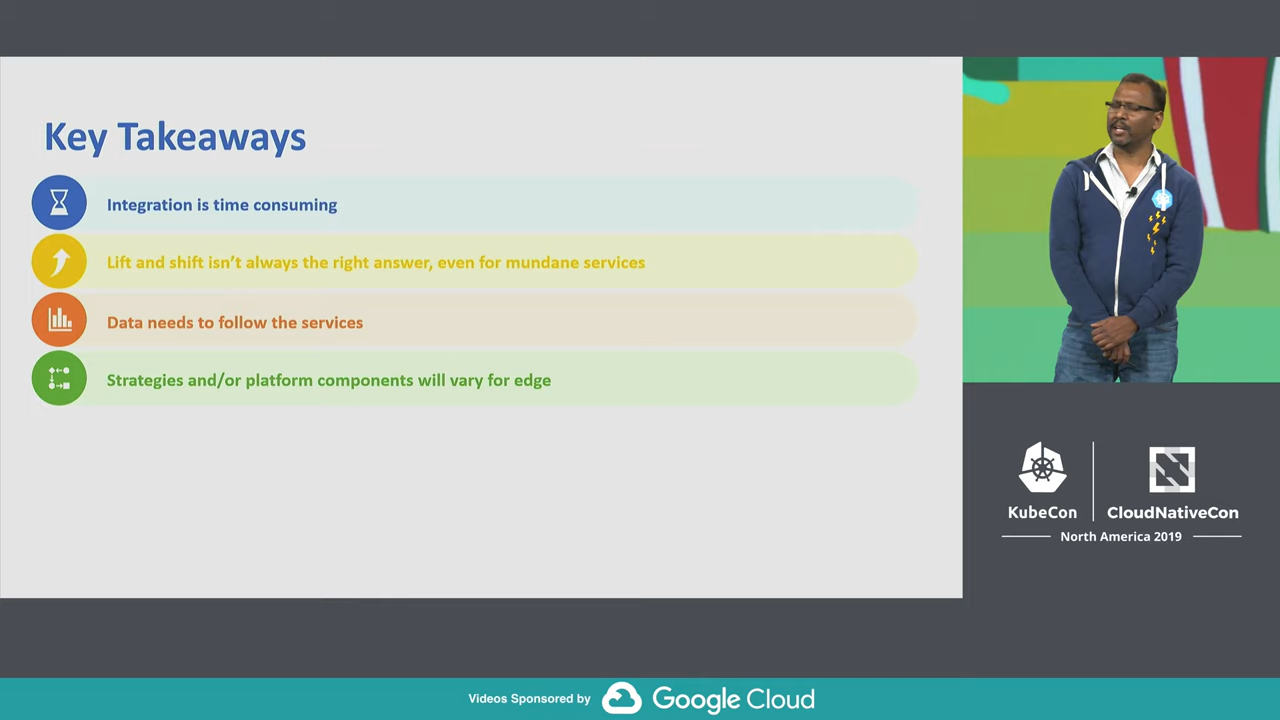 Key Takeaways
Integration is time consuming
Lift and shift isn't always the right answer, even for mundane services
Data needs to follow the services
Strategies and/or platform components will vary for edge
KubeCon
CloudNativeCon
North America 2019
Videos Sponsored by Google Cloud